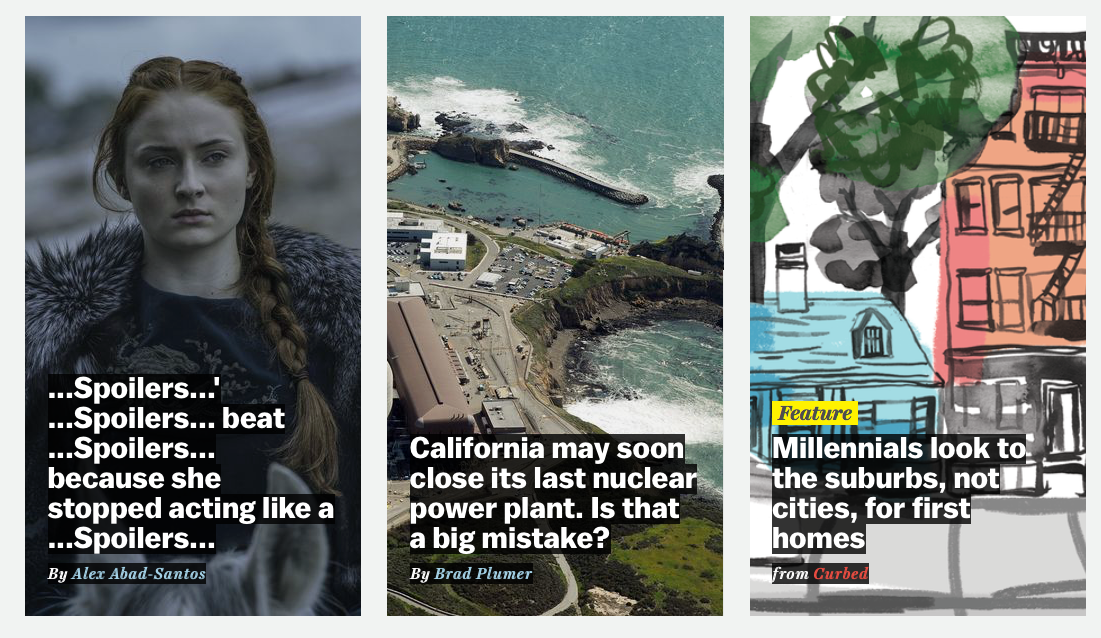 ...Spoilers...'
...Spoilers... beat
...Spoilers...
because she
stopped acting like a
...Spoilers...
By Alex Abad-Santos
California may soon
close its last nuclear
power plant. Is that
a big mistake?
By Brad Plumer
Feature
Millennials look to
the suburbs, not
cities, for first
homes
from Curbed